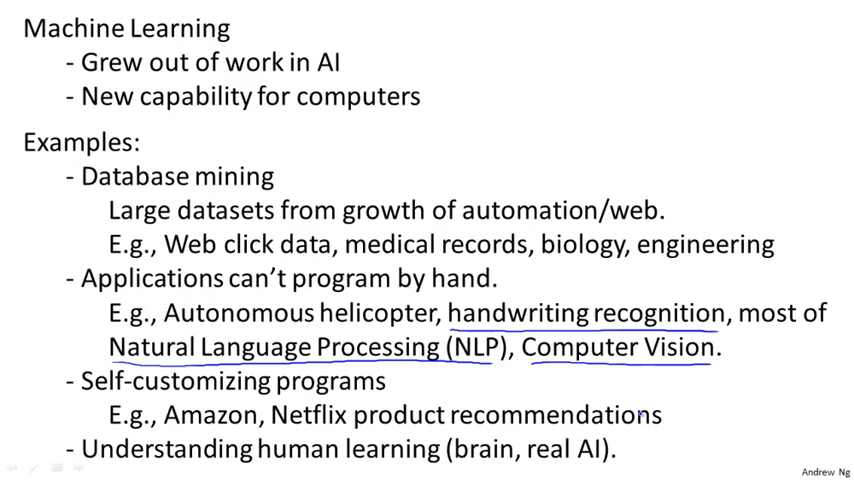 Machine Learning
- Grew out of work in AI
- New capability for computers
Examples:
- Database mining
Large datasets from growth of automation/web.
E.g., Web click data, medical records, biology, engineering
- Applications can’t program by hand.
E.g., Autonomous helicopter, handwriting recognition, most of
Natural Language Processing (NLP), Computer Vision.
- Self-customizing programs
E.g., Amazon, Netflix product recommendations
- Understanding human learning (brain, real AI).
Andrew Ng